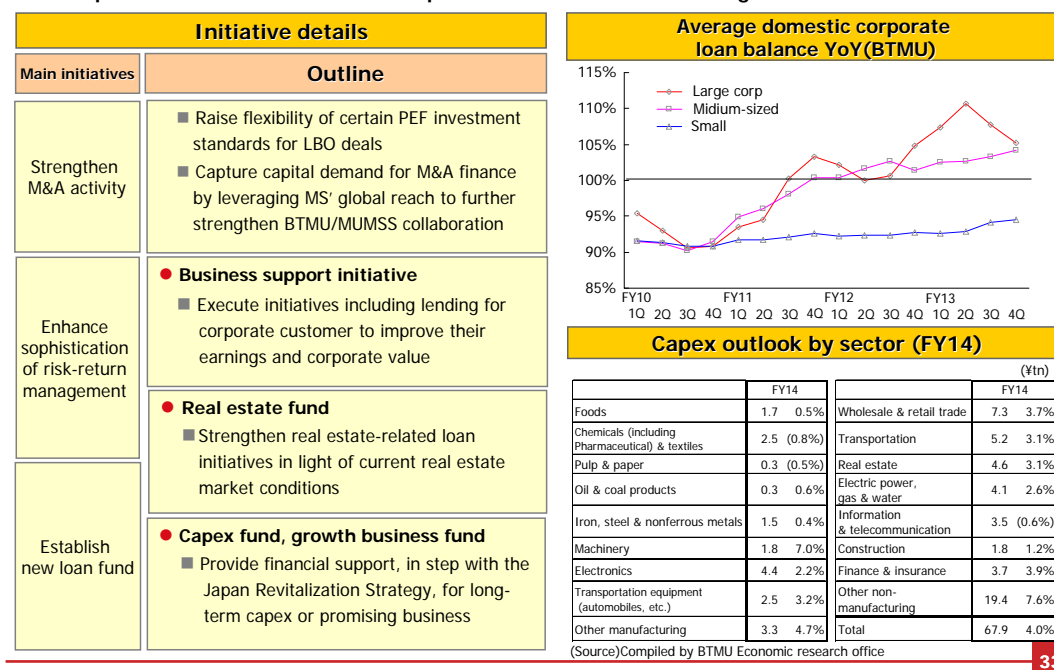 Initiative details
Main initiatives
Outline
Strengthen
M&A activity
Raise flexibility of certain PEF investment
standards for LBO deals
Capture capital demand for M&A finance
by leveraging MS' global reach to further
strengthen BTMU/MUMSS collaboration
Enhance
sophistication
of risk-return
management
Business support initiative
Execute initiatives including lending for
corporate customer to improve their
earnings and corporate value
Real estate fund
Strengthen real estate-related loan
initiatives in light of current real estate
market conditions
Establish
new loan fund
Capex fund, growth business fund
Provide financial support, in step with the
Japan Revitalization Strategy, for long-
term capex or promising business
Average domestic corporate
loan balance YoY(BTMU)
115%
110%
105%
100%
95%
90%
85%
Large corp
Midium-sized
Small
FY10 FY11 FY12 FY13
1Q 2Q 3Q 4Q 1Q 2Q 3Q 4Q 1Q 2Q 3Q 4Q 1Q 2Q 3Q 4Q
Capex outlook by sector (FY14)
(¥tn)
FY14
Foods 1.7 0.5%
Chemicals (including
Pharmaceutical) & textiles 2.5 (0.8%)
Pulp & paper 0.3 (0.5%)
Oil & coal products 0.3 0.6%
Iron, steel & nonferrous metals 1.5 0.4%
Machinery 1.8 7.0%
Electronics 4.4 2.2%
Transportation equipment
(automobiles, etc.) 2.5 3.2%
Other manufacturing 3.3 4.7%
FY14
Wholesale & retail trade 7.3 3.7%
Transportation 5.2 3.1%
Real estate 4.6 3.1%
Electric power,
gas & water 4.1 2.6%
Information
& telecommunication 3.5 (0.6%)
Construction 1.8 1.2%
Finance & insurance 3.7 3.9%
Other non-
manufacturing 19.4 7.6%
Total 67.9 4.0%
(Source)Compiled by BTMU Economic research office